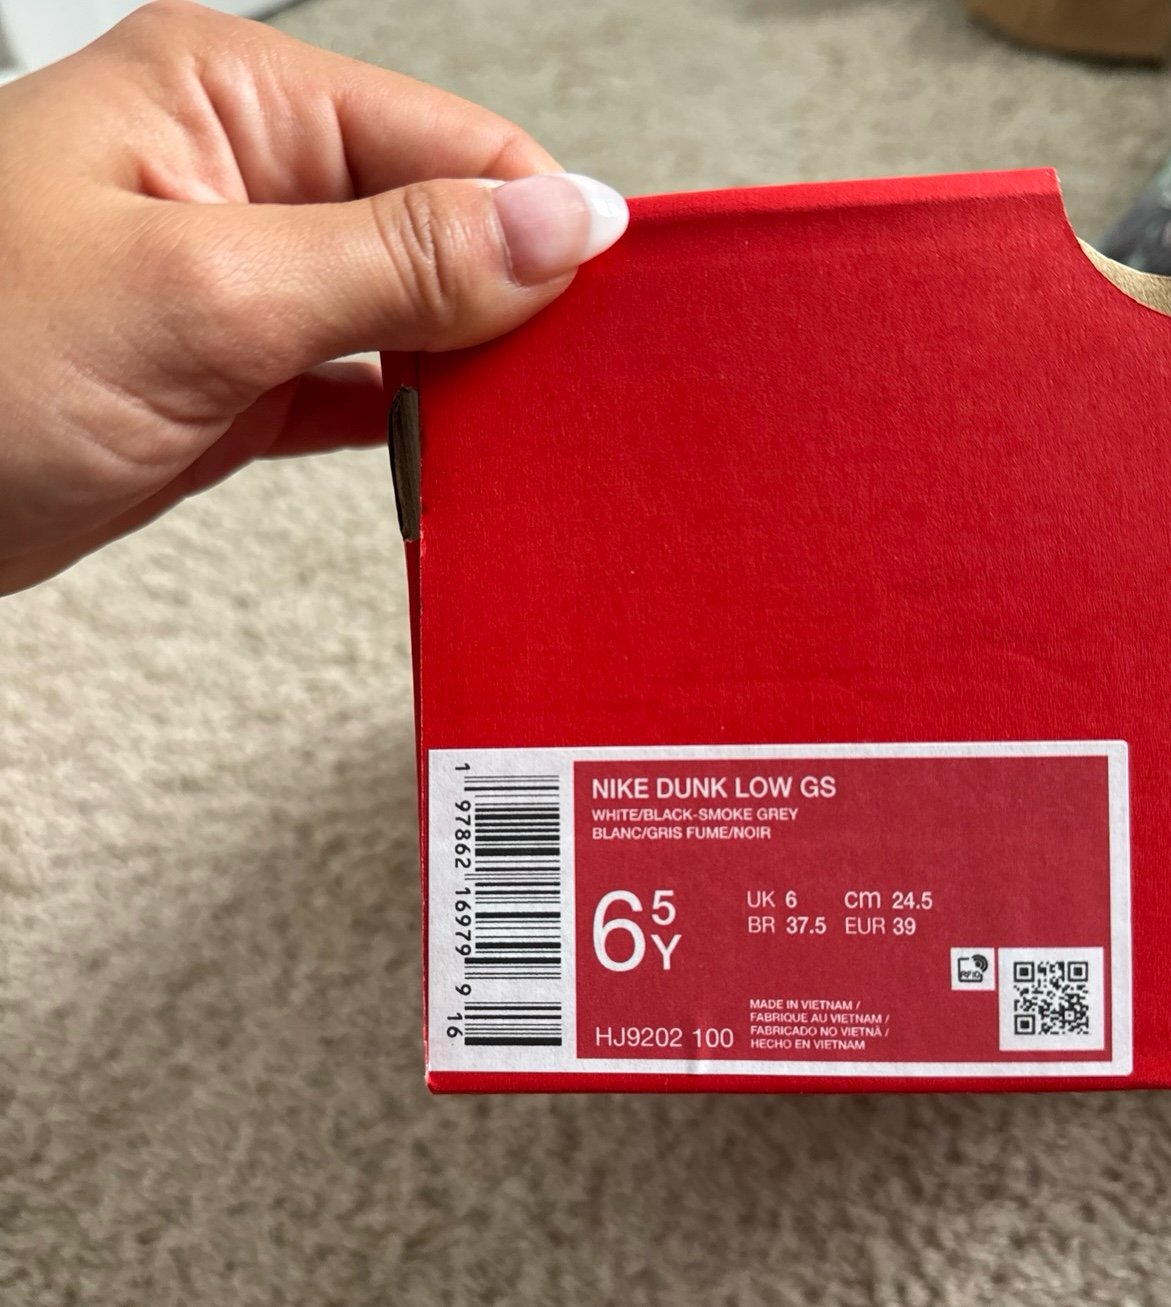 NIKE DUNK LOW GS
WHITE/BLACK-SMOKE GREY
BLANC/GRIS FUME/NOIR
6 5 Y
UK 6 cm 24.5
BR 37.5 EUR 39
RFID
MADE IN VIETNAM /
FABRIQUE AU VIETNAM /
FABRICADO NO VIETNÃ /
HECHO EN VIETNAM
HJ9202 100
1 97862 16979 9 16